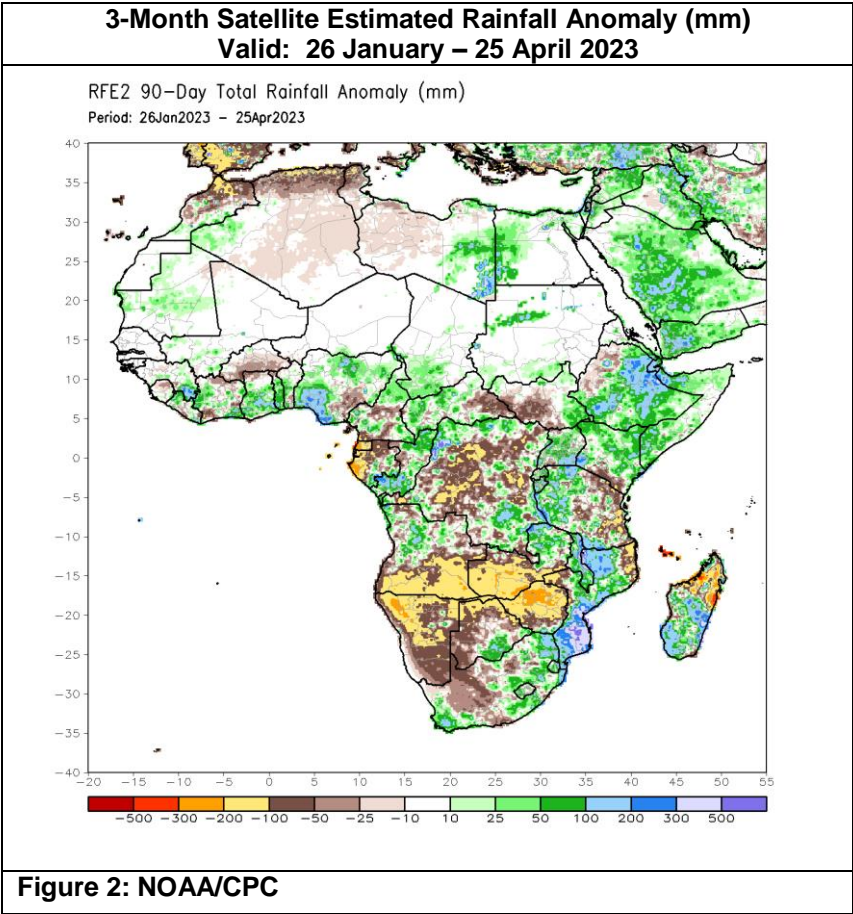 3-Month Satellite Estimated Rainfall Anomaly (mm)
Valid: 26 January – 25 April 2023
RFE2 90-Day Total Rainfall Anomaly (mm)
Period: 26Jan2023 - 25Apr2023
40
35
30
25
20
15
10
5
0
-5
-10
-15
-20
-25
-30
-35
-40
-20 -15 -10 -5 0 5 10 15 20 25 30 35 40 45 50 55
-500 -300 -200 -100 -50 -25 -10 10 25 50 100 200 300 500
Figure 2: NOAA/CPC